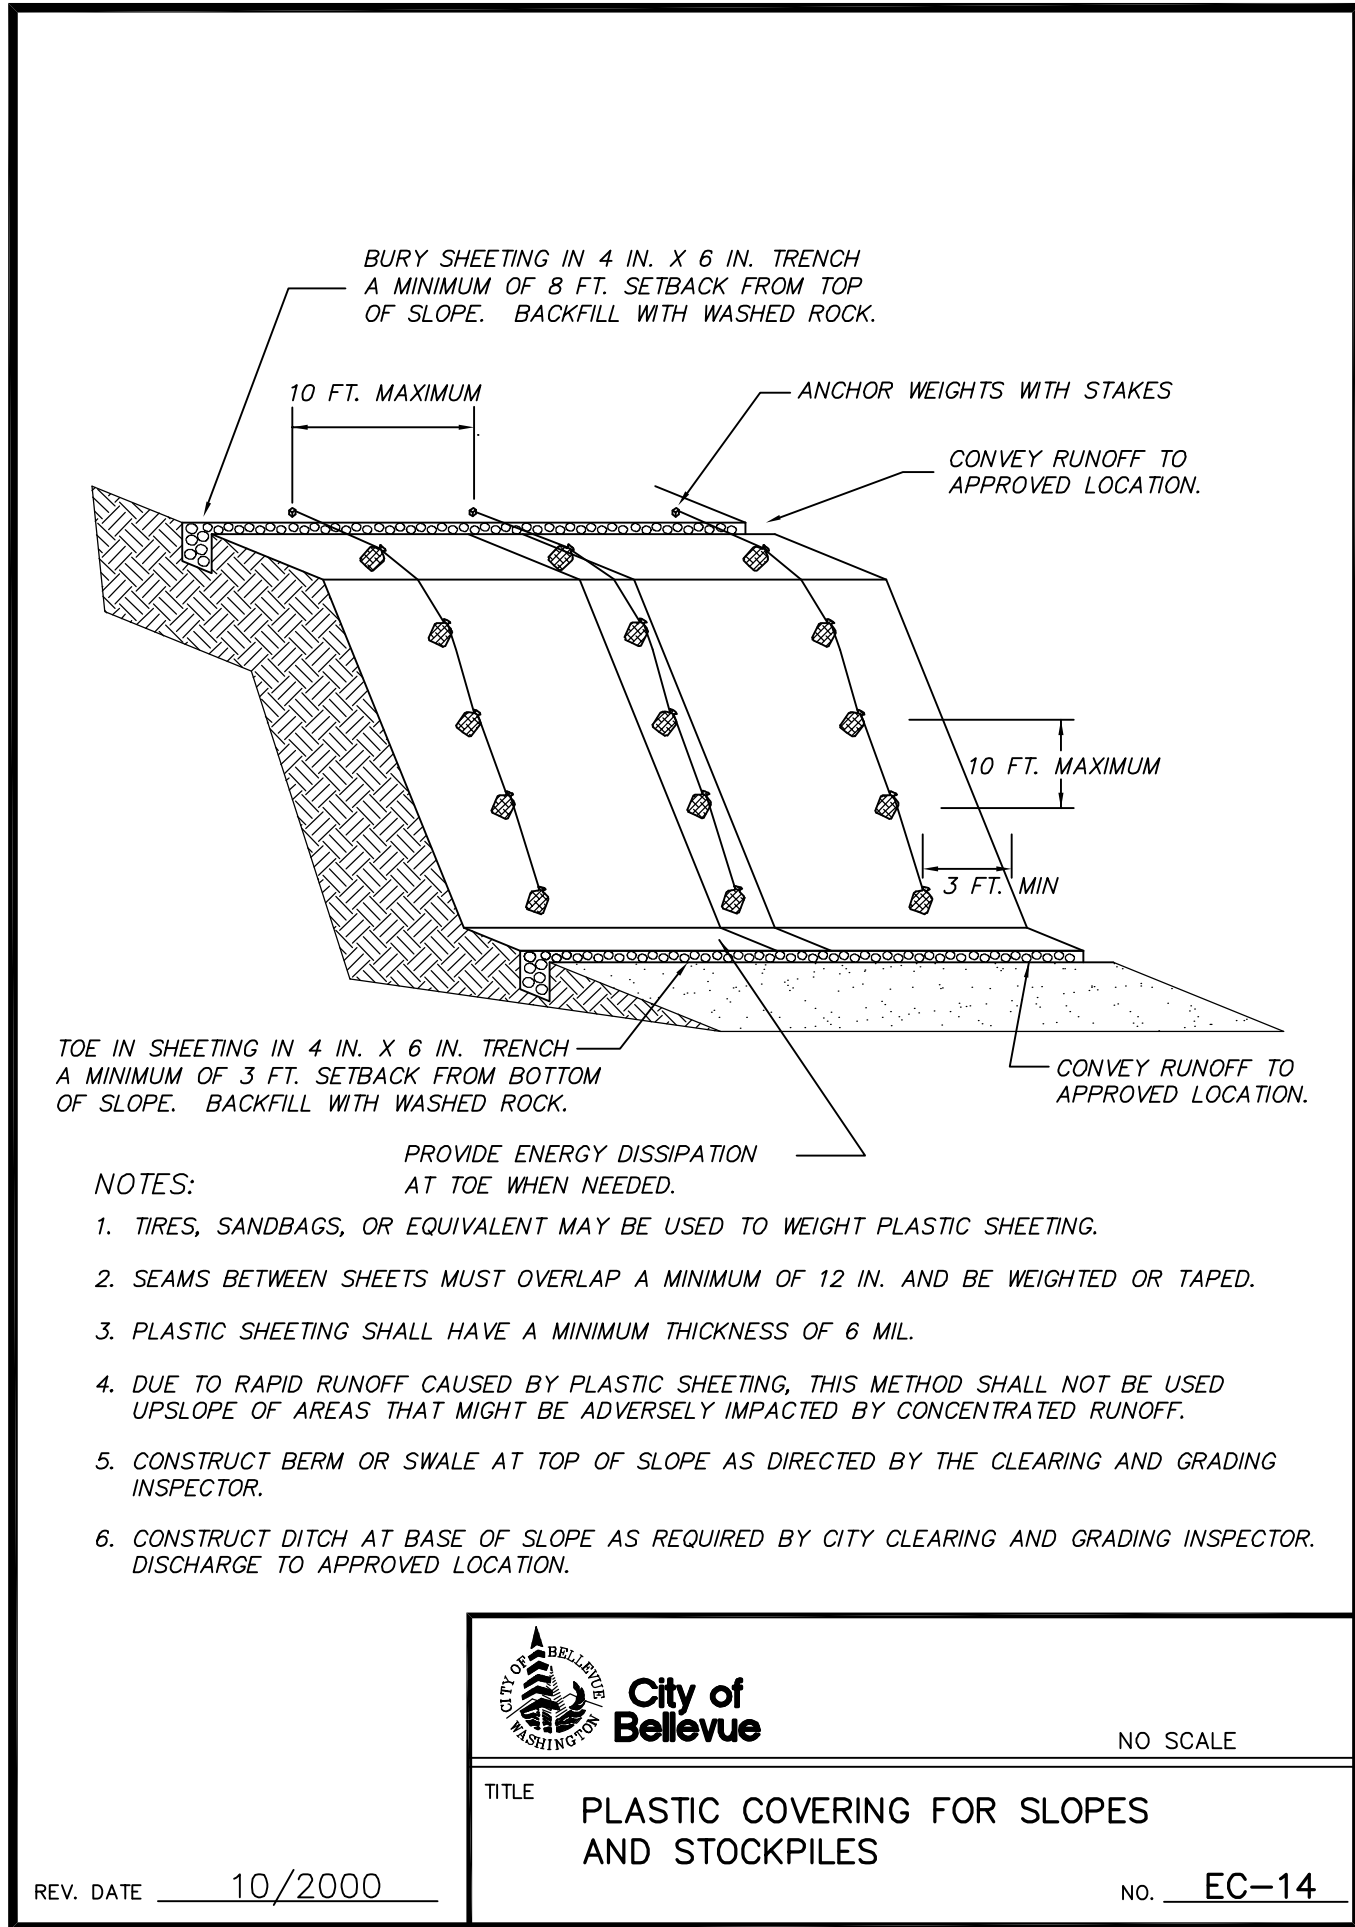 BURY SHEETING IN 4 IN. X 6 IN. TRENCH
A MINIMUM OF 8 FT. SETBACK FROM TOP
OF SLOPE. BACKFILL WITH WASHED ROCK.
10 FT. MAXIMUM
ANCHOR WEIGHTS WITH STAKES
CONVEY RUNOFF TO
APPROVED LOCATION.
10 FT. MAXIMUM
3 FT. MIN
TOE IN SHEETING IN 4 IN. X 6 IN. TRENCH
A MINIMUM OF 3 FT. SETBACK FROM BOTTOM
OF SLOPE. BACKFILL WITH WASHED ROCK.
CONVEY RUNOFF TO
APPROVED LOCATION.
PROVIDE ENERGY DISSIPATION
AT TOE WHEN NEEDED.
NOTES:
1. TIRES, SANDBAGS, OR EQUIVALENT MAY BE USED TO WEIGHT PLASTIC SHEETING.
2. SEAMS BETWEEN SHEETS MUST OVERLAP A MINIMUM OF 12 IN. AND BE WEIGHTED OR TAPED.
3. PLASTIC SHEETING SHALL HAVE A MINIMUM THICKNESS OF 6 MIL.
4. DUE TO RAPID RUNOFF CAUSED BY PLASTIC SHEETING, THIS METHOD SHALL NOT BE USED
UPSLOPE OF AREAS THAT MIGHT BE ADVERSELY IMPACTED BY CONCENTRATED RUNOFF.
5. CONSTRUCT BERM OR SWALE AT TOP OF SLOPE AS DIRECTED BY THE CLEARING AND GRADING
INSPECTOR.
6. CONSTRUCT DITCH AT BASE OF SLOPE AS REQUIRED BY CITY CLEARING AND GRADING INSPECTOR.
DISCHARGE TO APPROVED LOCATION.
CITY OF BELLEVUE
WASHINGTON
City of
Bellevue
NO SCALE
TITLE
PLASTIC COVERING FOR SLOPES
AND STOCKPILES
REV. DATE 10/2000
NO. EC-14